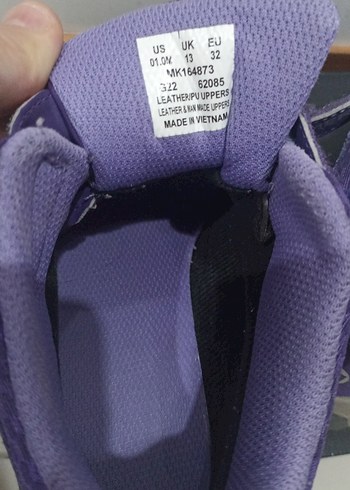 US UK EU
01.0M 13 32
MK164873
G22 62085
LEATHER/PU UPPERS
LEATHER & MAN MADE UPPERS
MADE IN VIETNAM